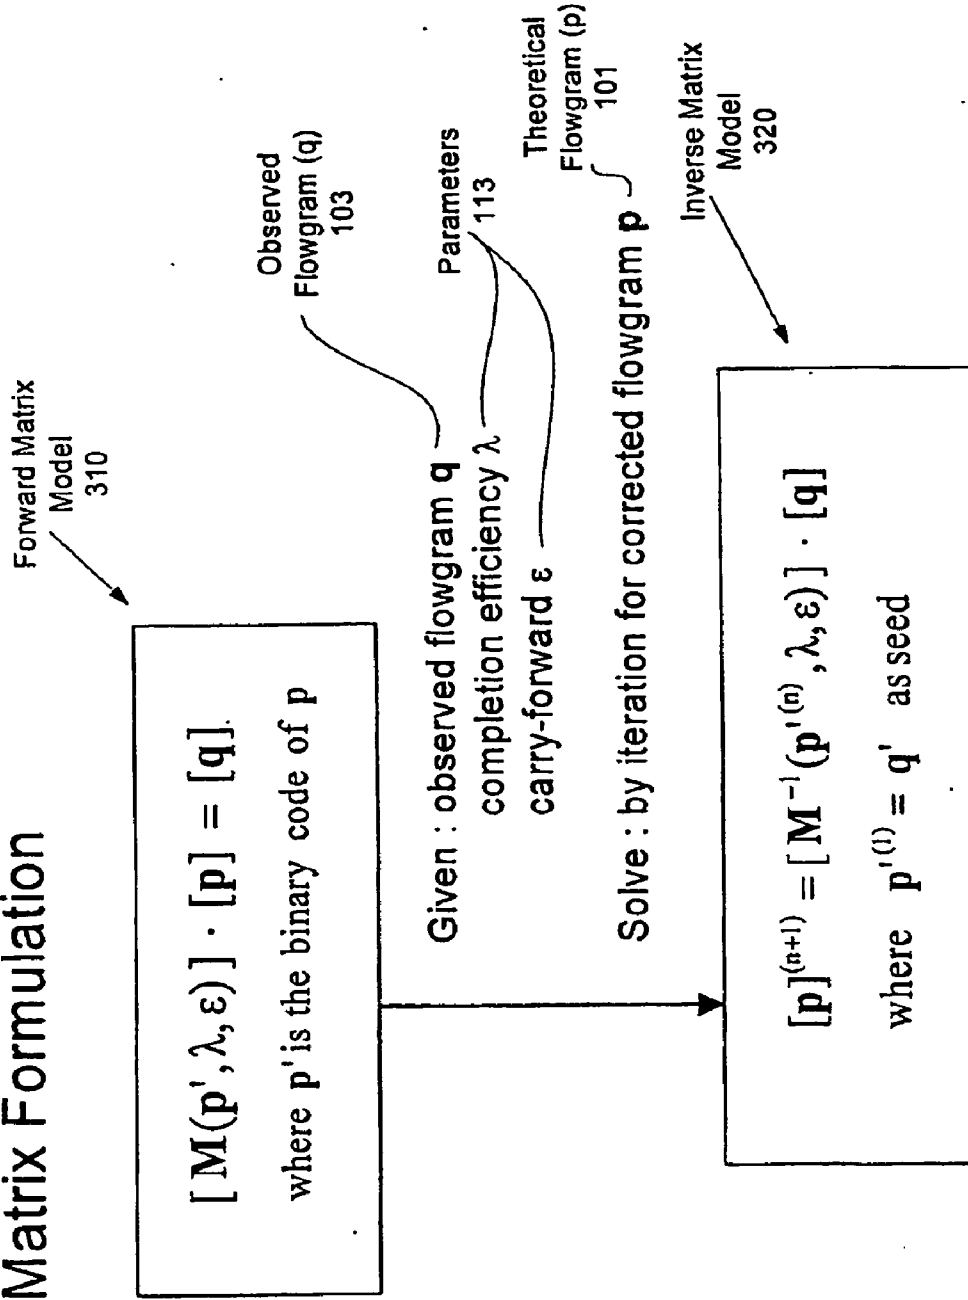 Matrix Formulation
Forward Matrix
Model
310
[M(p',λ,ε)] · [p] = [q].
where p' is the binary code of p
Observed
Flowgram (q)
103
Given : observed flowgram q
completion efficiency λ
carry-forward ε
Parameters
113
Theoretical
Flowgram (p)
101
Solve : by iteration for corrected flowgram p
Inverse Matrix
Model
320
[p]⁽ⁿ⁺¹⁾ = [M⁻¹(p'⁽ⁿ⁾,λ,ε)] · [q]
where p'⁽¹⁾ = q' as seed